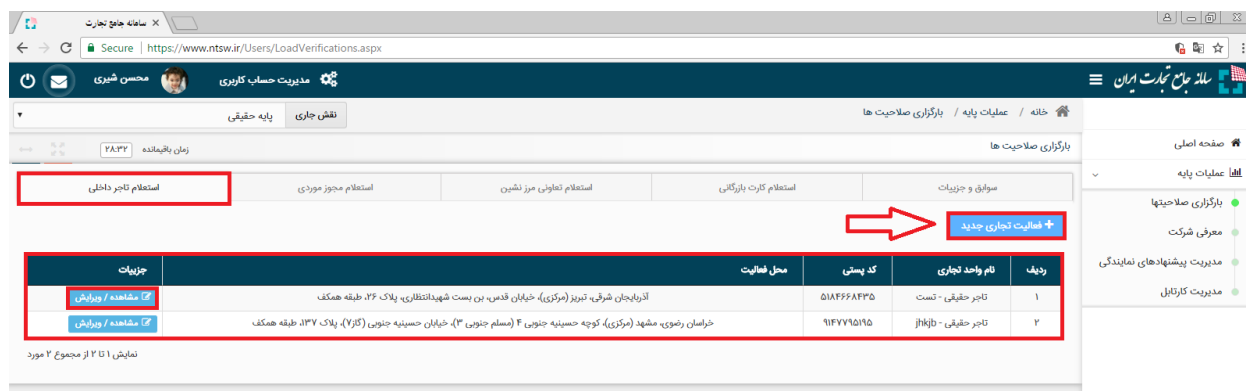 سامانه جامع تجارت
Secure | https://www.ntsw.ir/Users/LoadVerifications.aspx
سامانه جامع تجارت ایران
مدیریت حساب کاربری
محسن شیری
خانه / عملیات پایه / بارگزاری صلاحیت ها
نقش جاری
پایه حقیقی
بارگزاری صلاحیت ها
زمان باقیمانده ۲۸:۳۲
صفحه اصلی
عملیات پایه
بارگزاری صلاحیتها
معرفی شرکت
مدیریت پیشنهادهای نمایندگی
مدیریت کارتابل
سوابق و جزییات
استعلام کارت بازرگانی
استعلام تعاونی مرز نشین
استعلام مجوز موردی
استعلام تاجر داخلی
+ فعالیت تجاری جدید
ردیف نام واحد تجاری کد پستی محل فعالیت جزییات
۱ تاجر حقیقی - تست ۵۱۸۴۶۶۸۴۳۵ آذربایجان شرقی، تبریز (مرکزی)، خیابان قدس، بن بست شهیدانتظاری، پلاک ۲۶، طبقه همکف مشاهده / ویرایش
۲ تاجر حقیقی - jhkjb ۹۱۴۷۷۹۵۱۹۵ خراسان رضوی، مشهد (مرکزی)، کوچه حسینیه جنوبی ۴ (مسلم جنوبی ۳)، خیابان حسینیه جنوبی (گاز۷)، پلاک ۱۳۷، طبقه همکف مشاهده / ویرایش
نمایش ۱ تا ۲ از مجموع ۲ مورد